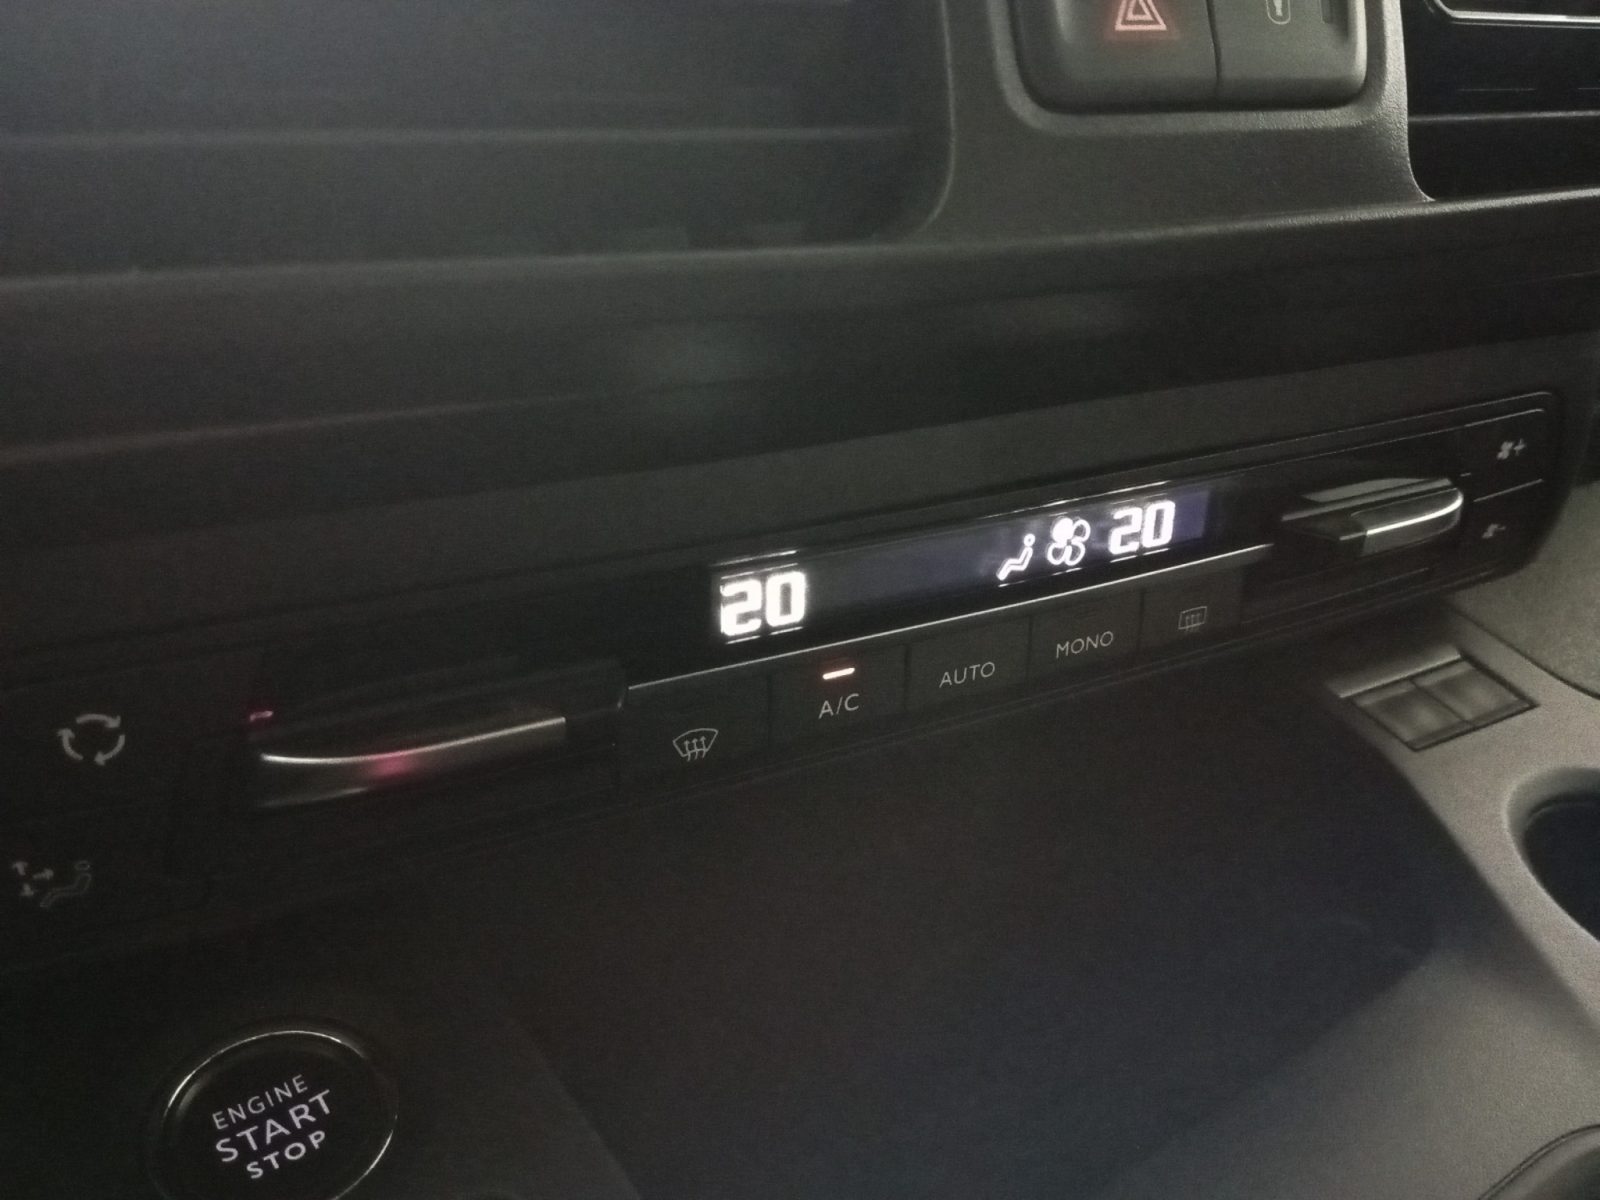 20
20
A/C
AUTO
MONO
ENGINE
START
STOP